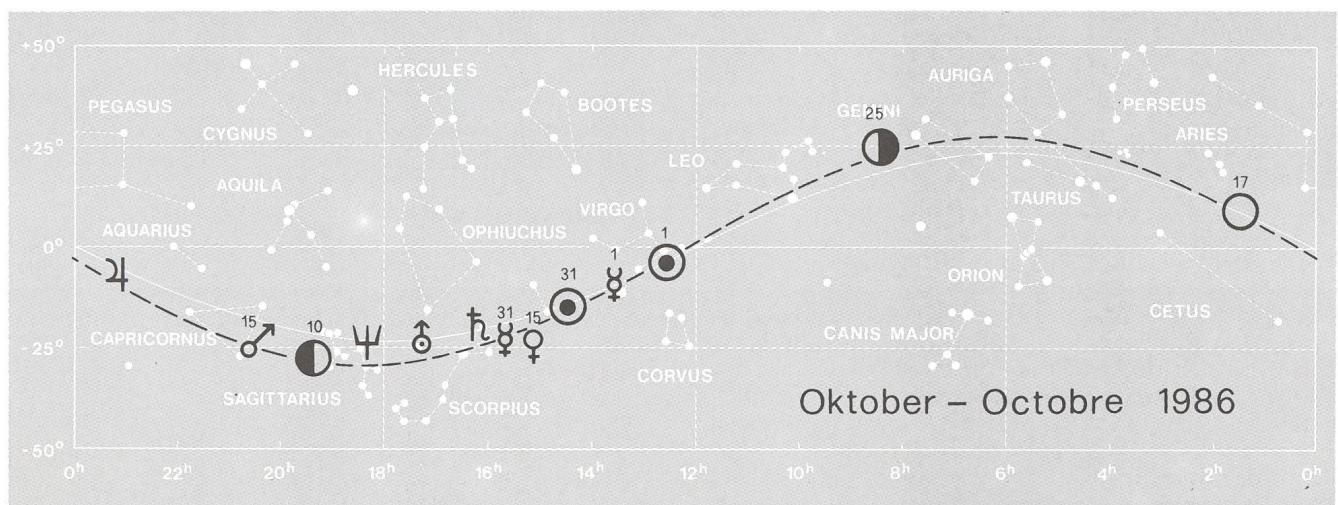 +50°
HERCULES
AURIGA
PEGASUS
CYGNUS
BOOTES
GEMINI
25
PERSEUS
ARIES
+25°
LEO
AQUILA
17
TAURUS
VIRGO
AQUARIUS
OPHIUCHUS
1
1
0°
31
ORION
15
10
31
15
CETUS
CAPRICORNUS
CANIS MAJOR
-25°
CORVUS
SAGITTARIUS
SCORPIUS
Oktober – Octobre 1986
-50°
0h 22h 20h 18h 16h 14h 12h 10h 8h 6h 4h 2h 0h